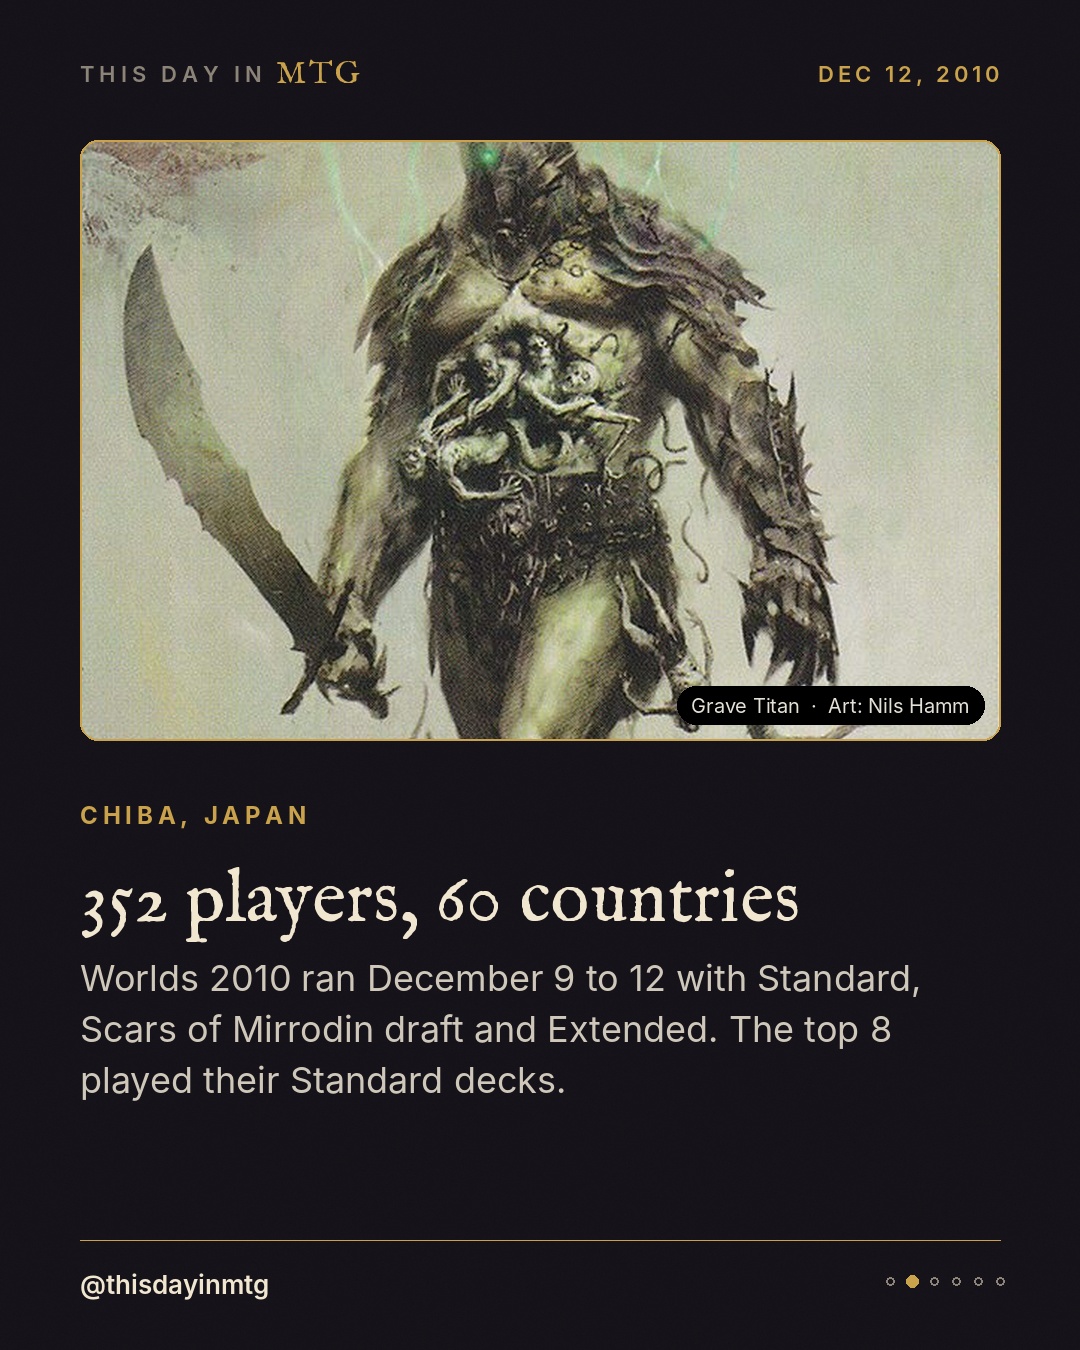 THIS DAY IN MTG
DEC 12, 2010
Grave Titan · Art: Nils Hamm
CHIBA, JAPAN
352 players, 60 countries
Worlds 2010 ran December 9 to 12 with Standard,
Scars of Mirrodin draft and Extended. The top 8
played their Standard decks.
@thisdayinmtg